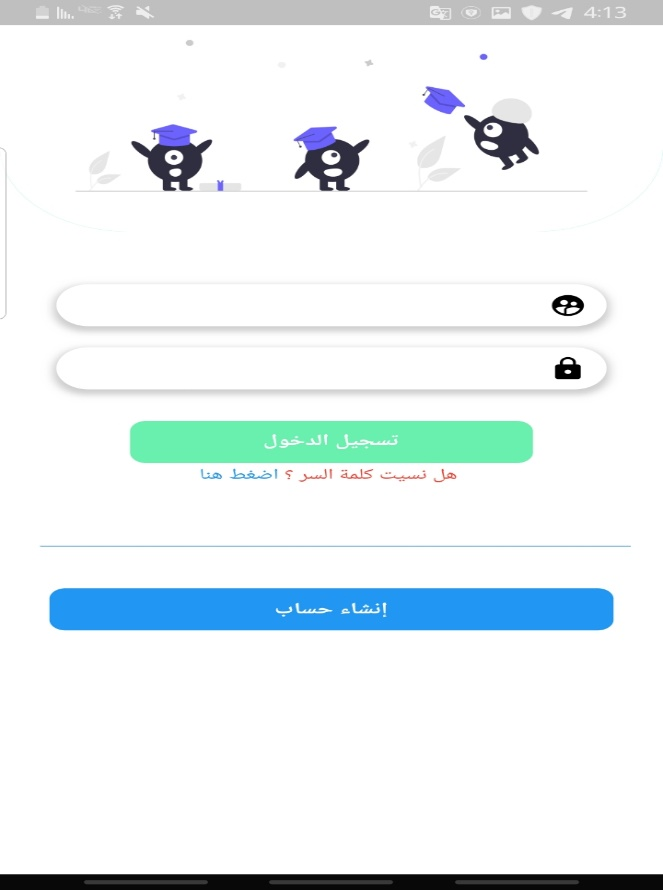 4:13
تسجيل الدخول
هل نسيت كلمة السر ؟ اضغط هنا
إنشاء حساب